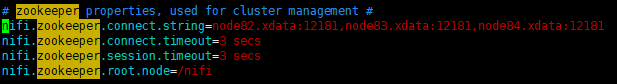 # zookeeper properties, used for cluster management #
nifi.zookeeper.connect.string=node82.xdata:12181,node83.xdata:12181,node84.xdata:12181
nifi.zookeeper.connect.timeout=3 secs
nifi.zookeeper.session.timeout=3 secs
nifi.zookeeper.root.node=/nifi